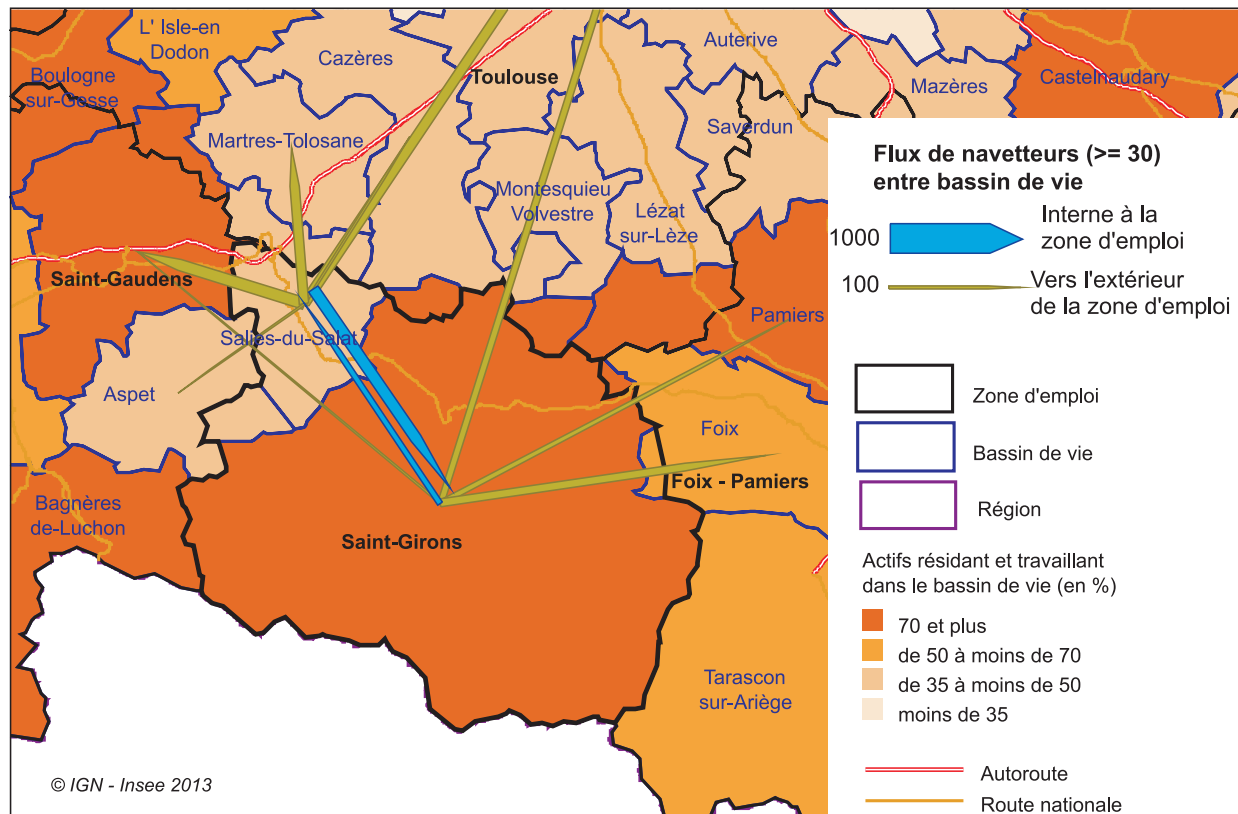 L' Isle-en
Dodon
Boulogne
sur-Gesse
Cazères
Toulouse
Auterive
Mazères
Castelnaudary
Martres-Tolosane
Saverdun
Montesquieu
Volvestre
Lézat
sur-Lèze
Saint-Gaudens
Salies-du-Salat
Pamiers
Aspet
Foix
Foix - Pamiers
Bagnères
de-Luchon
Saint-Girons
Tarascon
sur-Ariège
© IGN - Insee 2013
Flux de navetteurs (>= 30)
entre bassin de vie
1000
Interne à la
zone d'emploi
100
Vers l'extérieur
de la zone d'emploi
Zone d'emploi
Bassin de vie
Région
Actifs résidant et travaillant
dans le bassin de vie (en %)
70 et plus
de 50 à moins de 70
de 35 à moins de 50
moins de 35
Autoroute
Route nationale